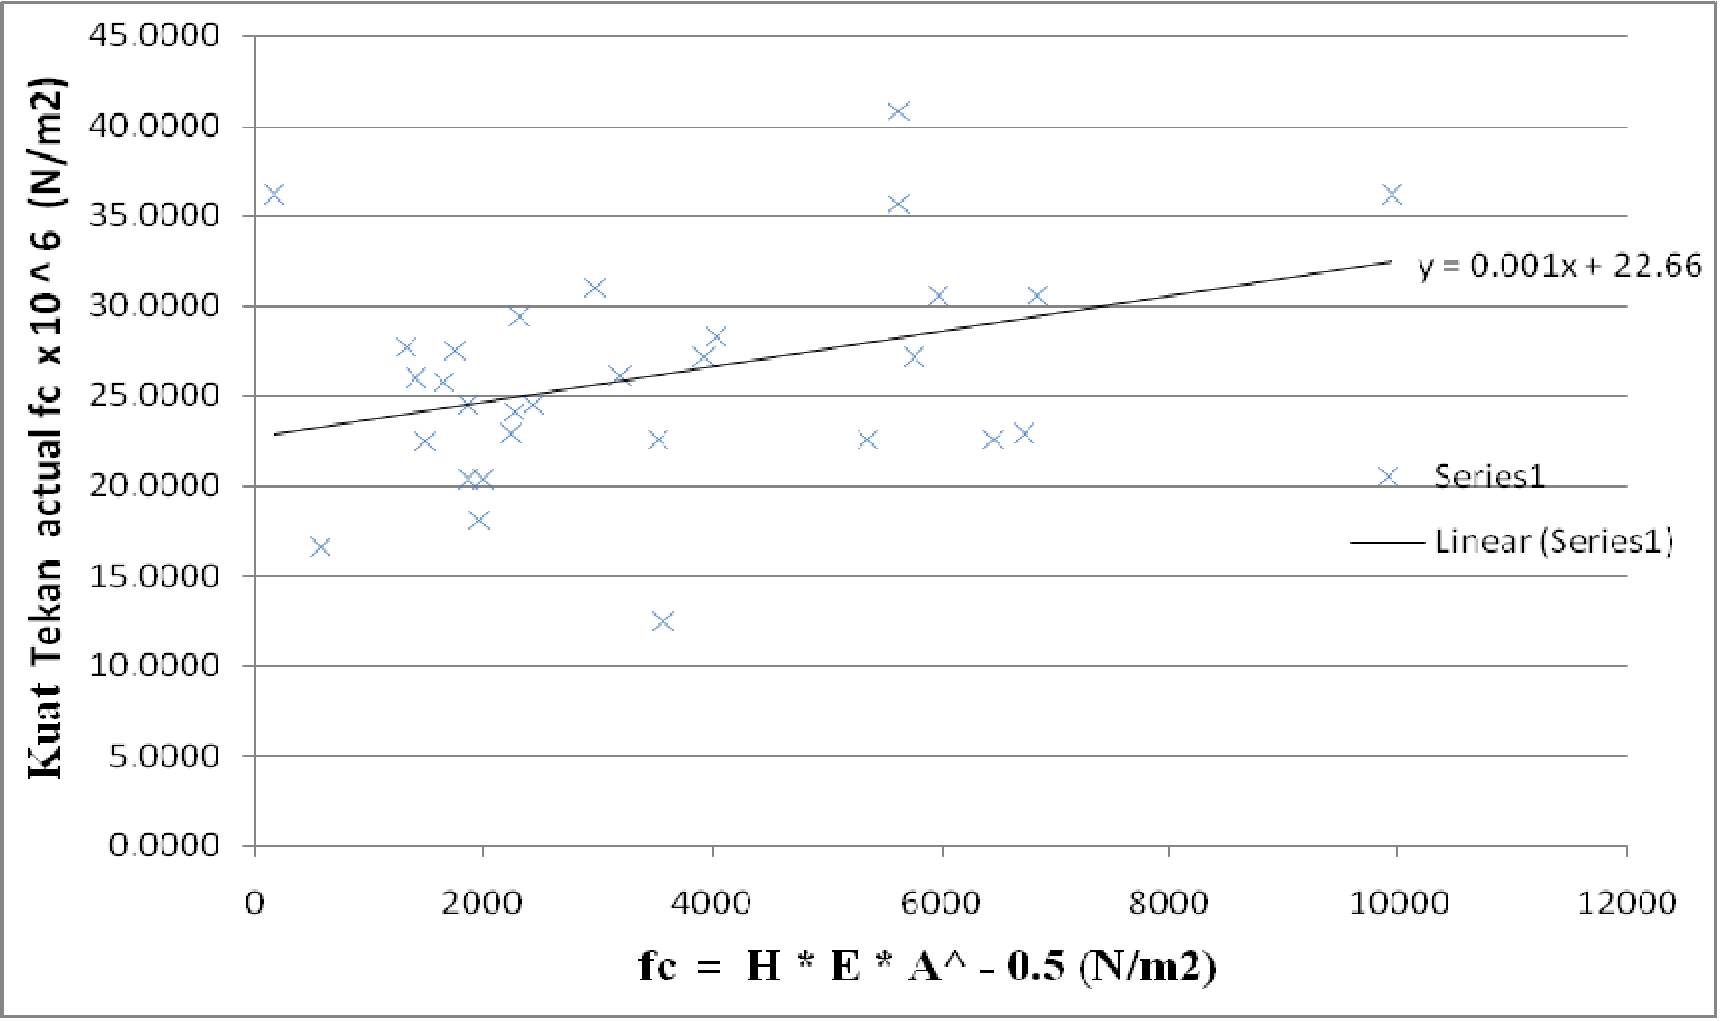 45.0000
40.0000
35.0000
30.0000
25.0000
20.0000
15.0000
10.0000
5.0000
0.0000
Kuat Tekan actual fc x 10 ^ 6 (N/m2)
y = 0.001x + 22.66
Series1
Linear (Series1)
0 2000 4000 6000 8000 10000 12000
fc = H * E * A^ - 0.5 (N/m2)